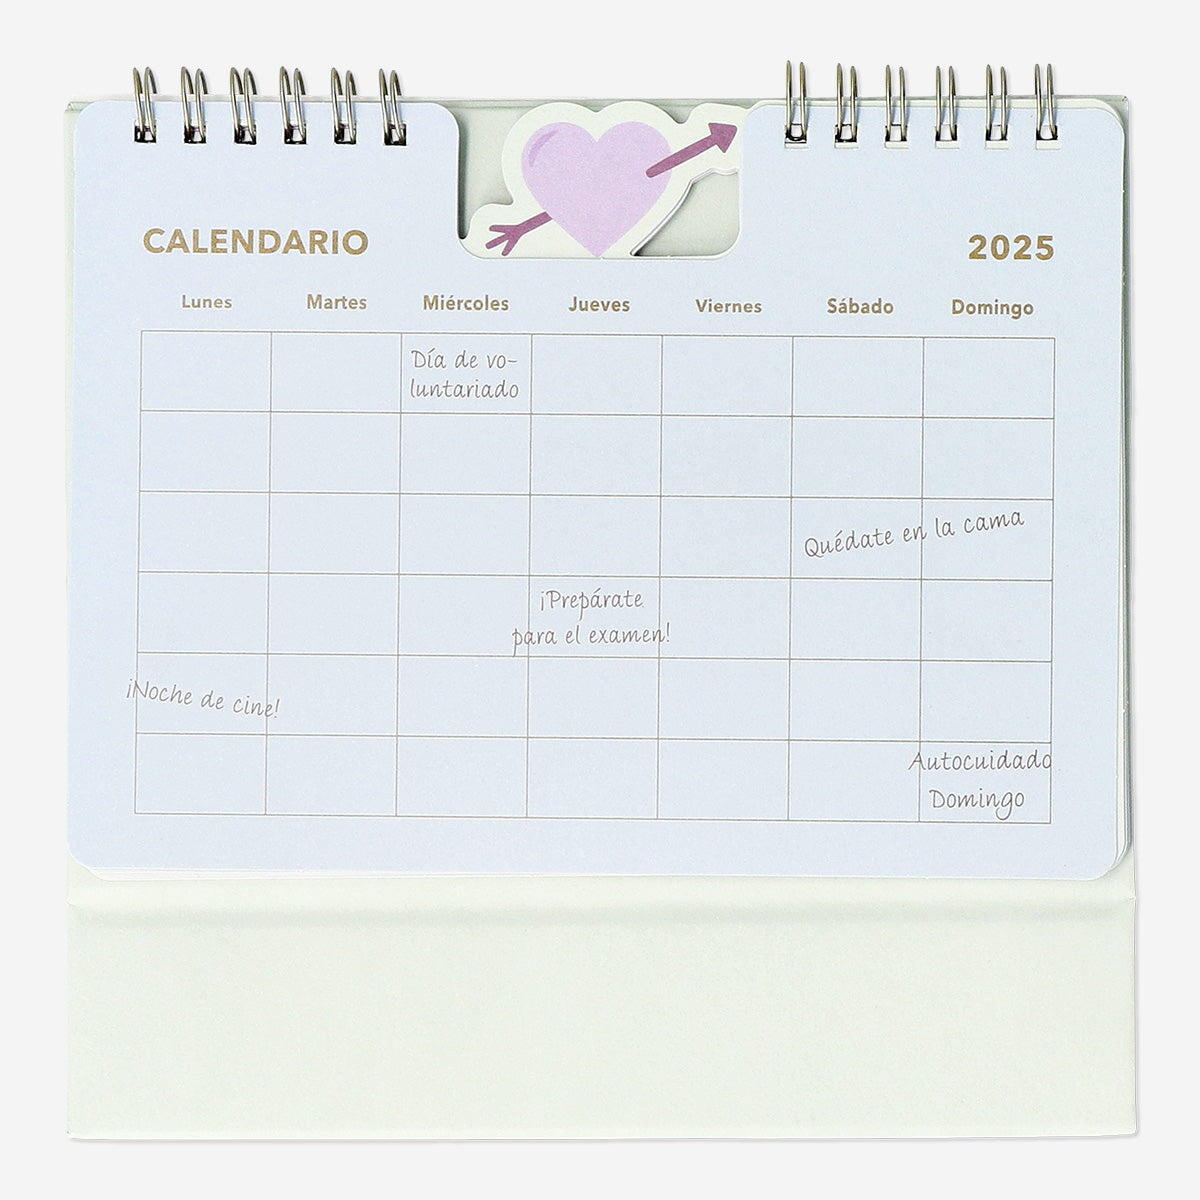 CALENDARIO
2025
Lunes Martes Miércoles Jueves Viernes Sábado Domingo
Día de vo-
luntariado
Quédate en la cama
¡Prepárate
para el examen!
¡Noche de cine!
Autocuidado
Domingo